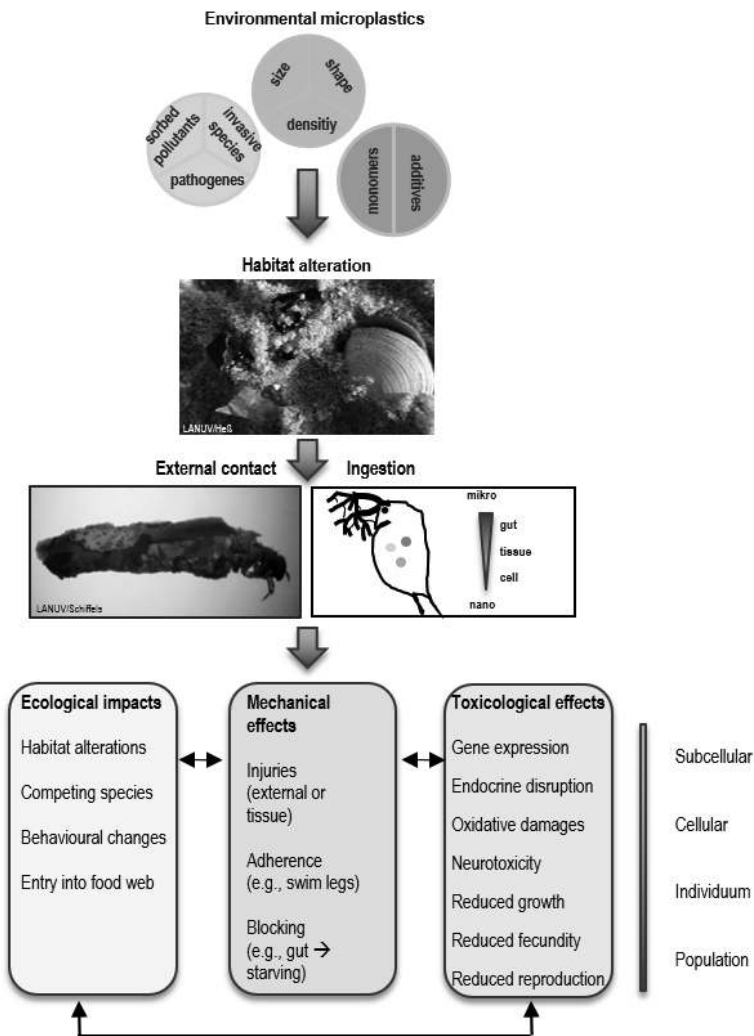 Environmental microplastics
size
shape
densitiy
sorbed
pollutants
invasive
species
pathogenes
monomers
additives
Habitat alteration
LANUV/Heß
External contact
Ingestion
LANUV/Schiffels
mikro
gut
tissue
cell
nano
Ecological impacts
Habitat alterations
Competing species
Behavioural changes
Entry into food web
Mechanical
effects
Injuries
(external or
tissue)
Adherence
(e.g., swim legs)
Blocking
(e.g., gut →
starving)
Toxicological effects
Gene expression
Endocrine disruption
Oxidative damages
Neurotoxicity
Reduced growth
Reduced fecundity
Reduced reproduction
Subcellular
Cellular
Individuum
Population